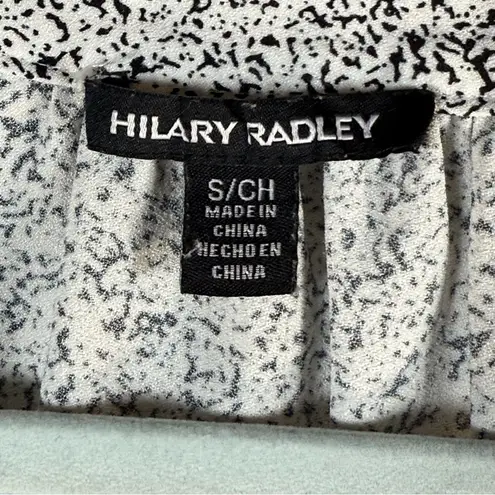 HILARY RADLEY
S/CH
MADE IN
CHINA
HECHO EN
CHINA